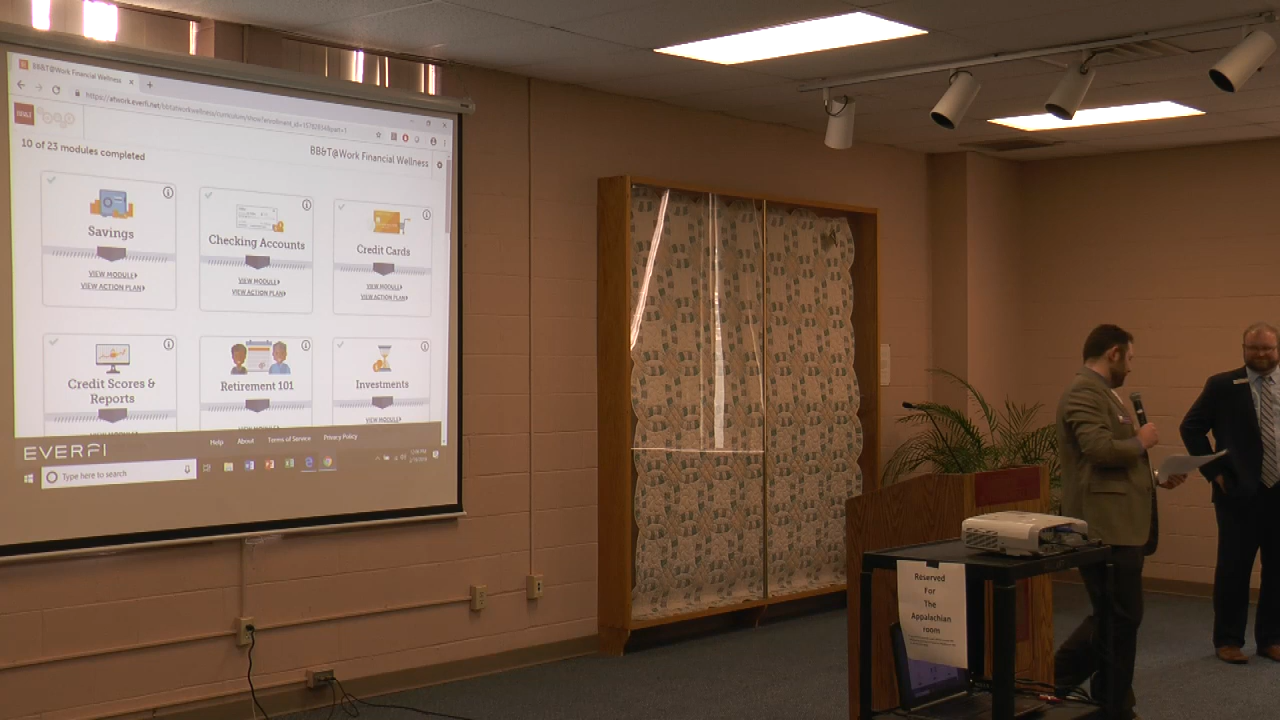 BB&T@Work Financial Wellness
10 of 23 modules completed
BB&T@Work Financial Wellness
Savings
VIEW MODULE
VIEW ACTION PLAN
Checking Accounts
VIEW MODULE
VIEW ACTION PLAN
Credit Cards
VIEW MODULE
VIEW ACTION PLAN
Credit Scores &
Reports
Retirement 101
Investments
VIEW MODULE
EVERFI
Help About Terms of Service Privacy Policy
Type here to search
Reserved
For
The
Appalachian
room